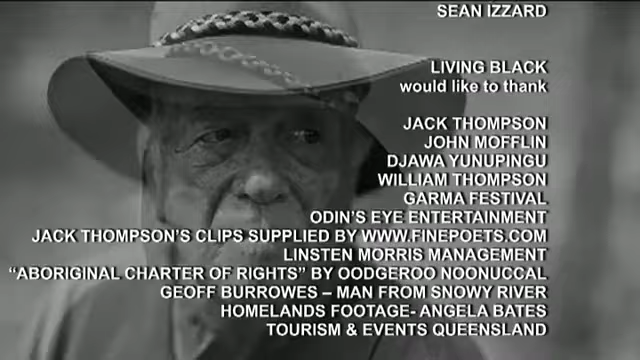 SEAN IZZARD
LIVING BLACK
would like to thank
JACK THOMPSON
JOHN MOFFLIN
DJAWA YUNUPINGU
WILLIAM THOMPSON
GARMA FESTIVAL
ODIN'S EYE ENTERTAINMENT
JACK THOMPSON'S CLIPS SUPPLIED BY WWW.FINEPOETS.COM
LINSTEN MORRIS MANAGEMENT
“ABORIGINAL CHARTER OF RIGHTS” BY OODGEROO NOONUCCAL
GEOFF BURROWES – MAN FROM SNOWY RIVER
HOMELANDS FOOTAGE- ANGELA BATES
TOURISM & EVENTS QUEENSLAND